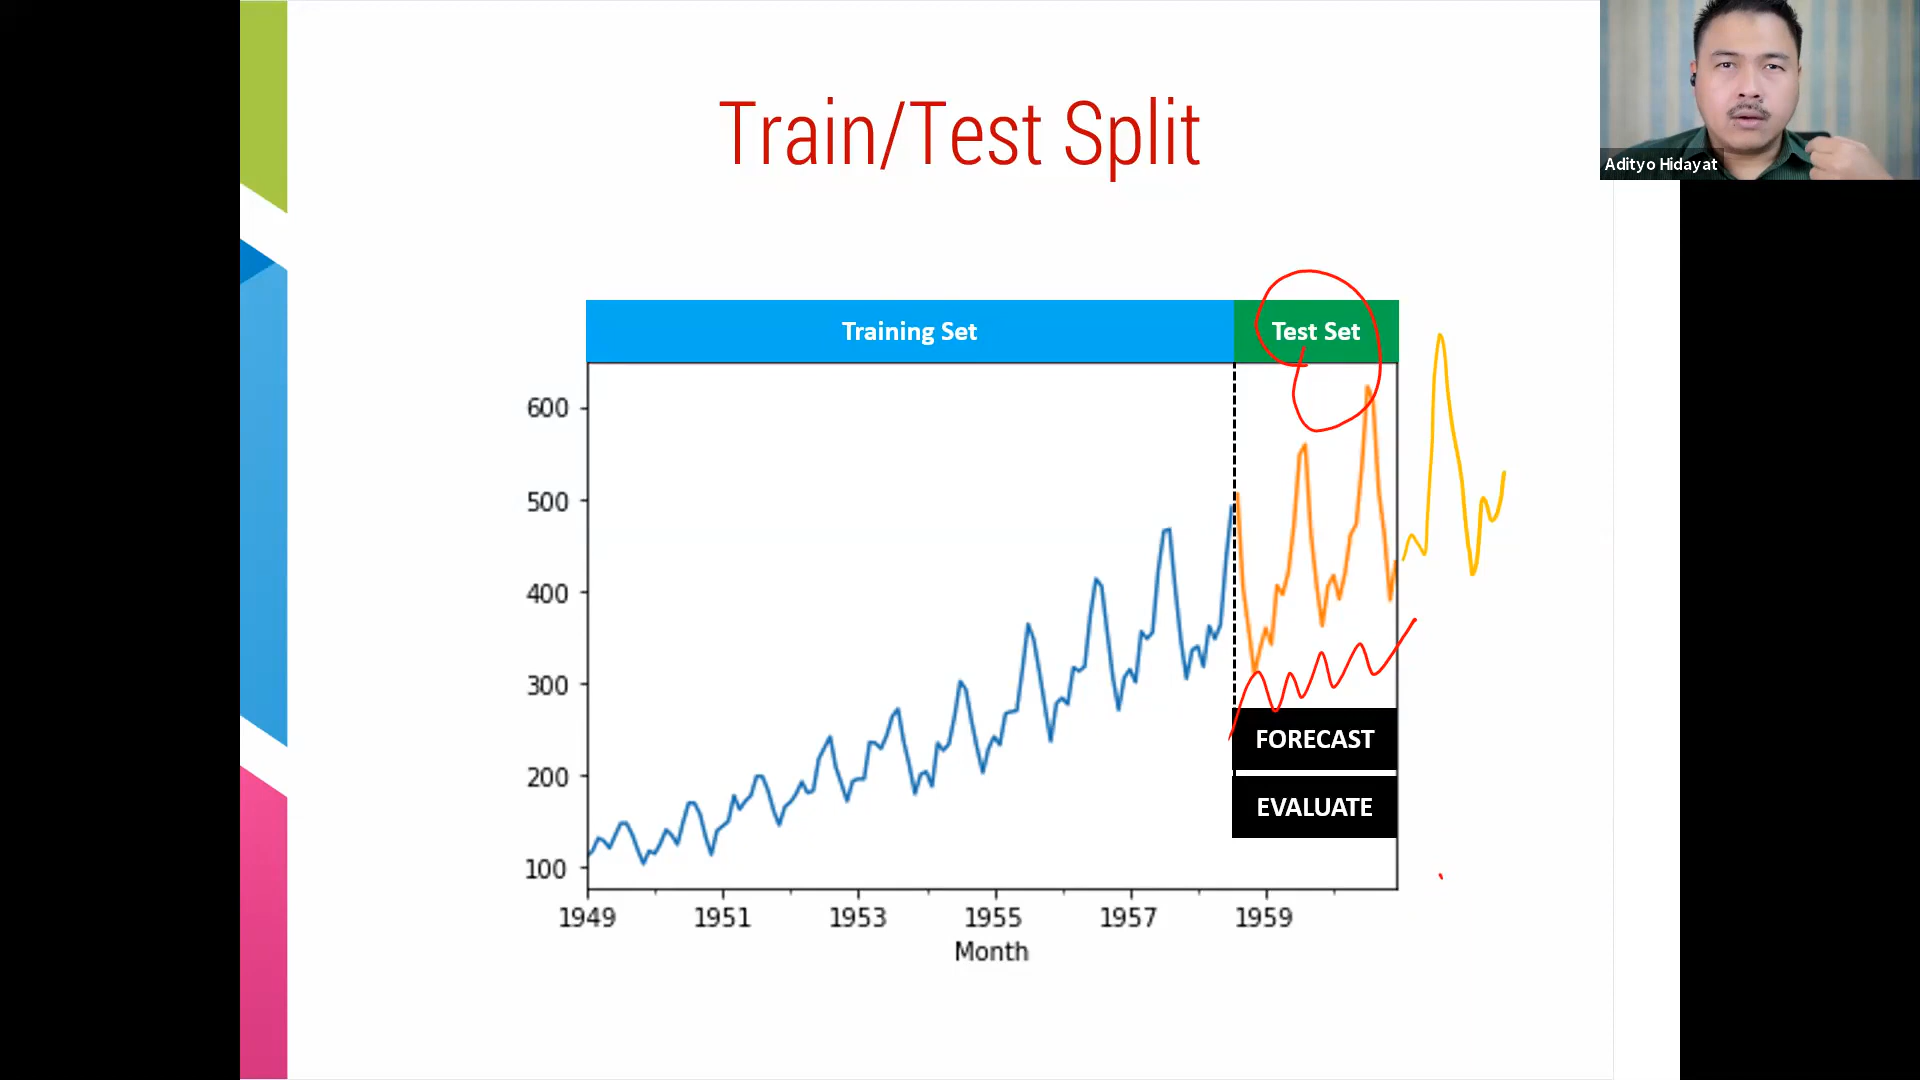 Adityo Hidayat
Train/Test Split
Training Set
Test Set
600
500
400
300
200
100
FORECAST
EVALUATE
1949 1951 1953 1955 1957 1959
Month